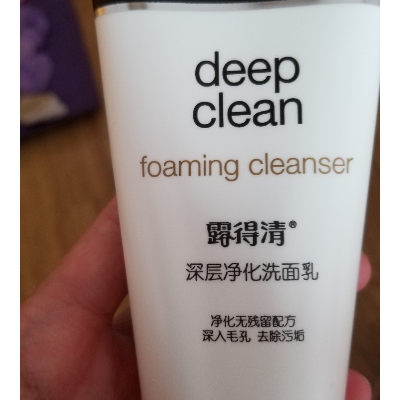 deep
clean
foaming cleanser
露得清®
深层净化洗面乳
净化无残留配方
深入毛孔 去除污垢